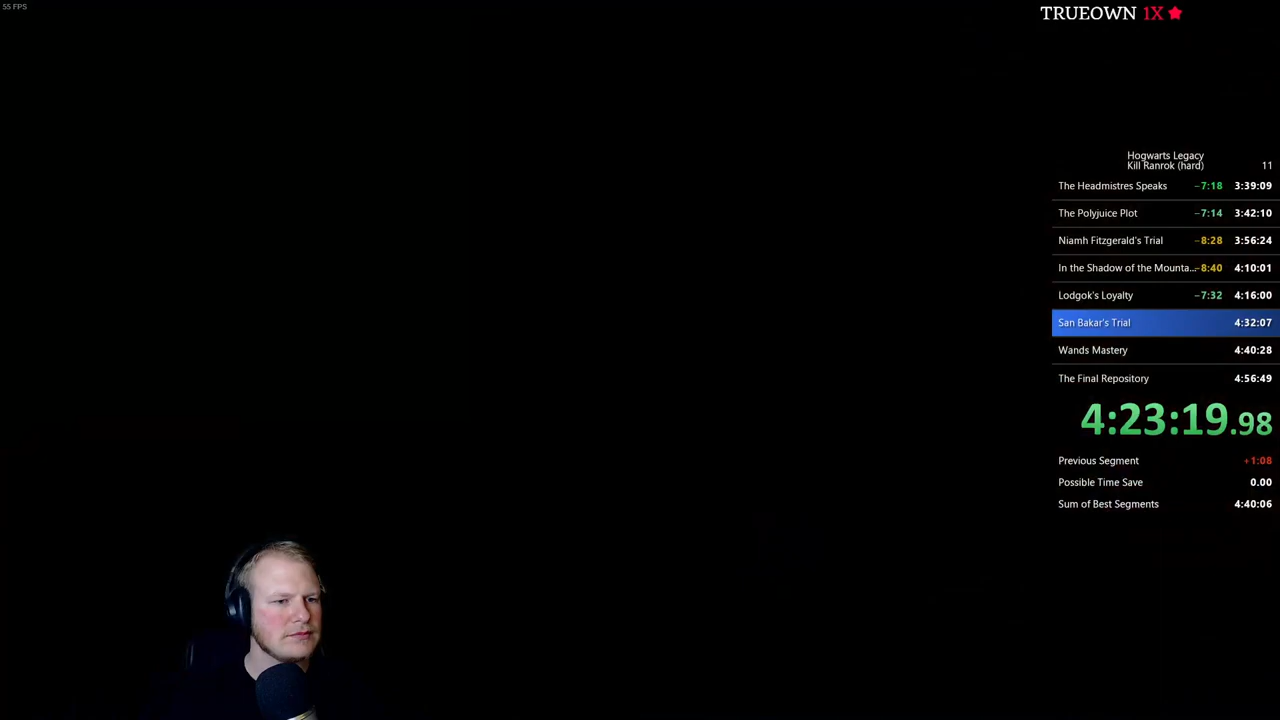 55 FPS
TRUEOWN 1X
Hogwarts Legacy
Kill Ranrok (hard) 11
The Headmistres Speaks −7:18 3:39:09
The Polyjuice Plot −7:14 3:42:10
Niamh Fitzgerald's Trial −8:28 3:56:24
In the Shadow of the Mounta... −8:40 4:10:01
Lodgok's Loyalty −7:32 4:16:00
San Bakar's Trial 4:32:07
Wands Mastery 4:40:28
The Final Repository 4:56:49
4:23:19.98
Previous Segment +1:08
Possible Time Save 0.00
Sum of Best Segments 4:40:06